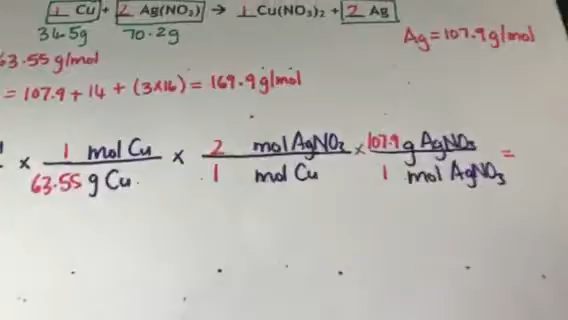 1 Cu + 2 Ag(NO3) → 1 Cu(NO3)2 + 2 Ag
34.5g 70.2g
Ag = 107.9 g/mol
63.55 g/mol
= 107.9 + 14 + (3x16) = 169.9 g/mol
x 1 mol Cu x 2 mol AgNO3 x 107.9 g AgNO3 =
63.55 g Cu 1 mol Cu 1 mol AgNO3